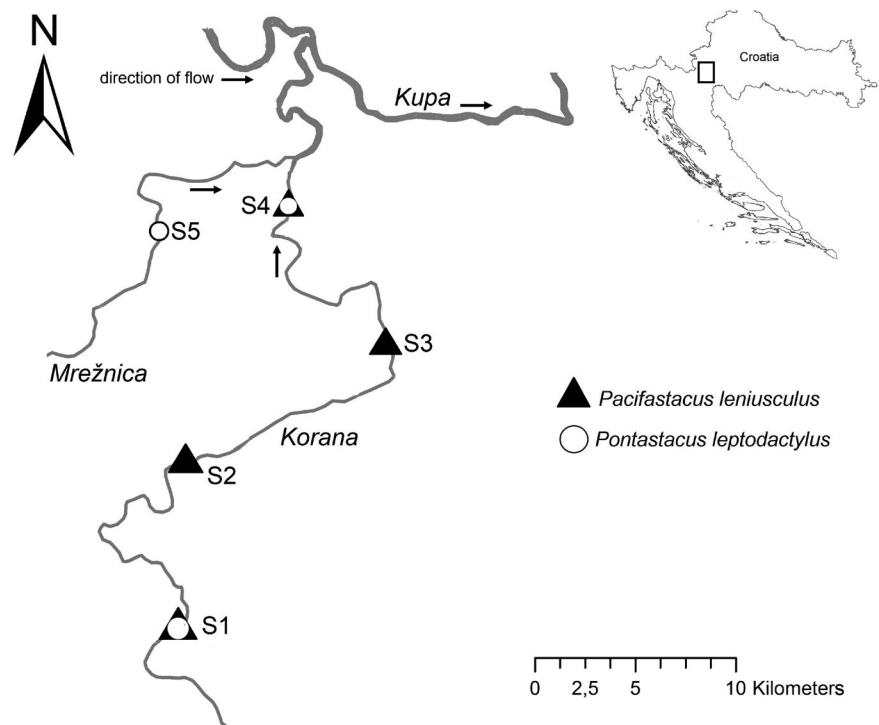 N
direction of flow
Kupa
Croatia
S4
S5
S3
Mrežnica
Pacifastacus leniusculus
Korana
Pontastacus leptodactylus
S2
S1
0 2,5 5 10 Kilometers